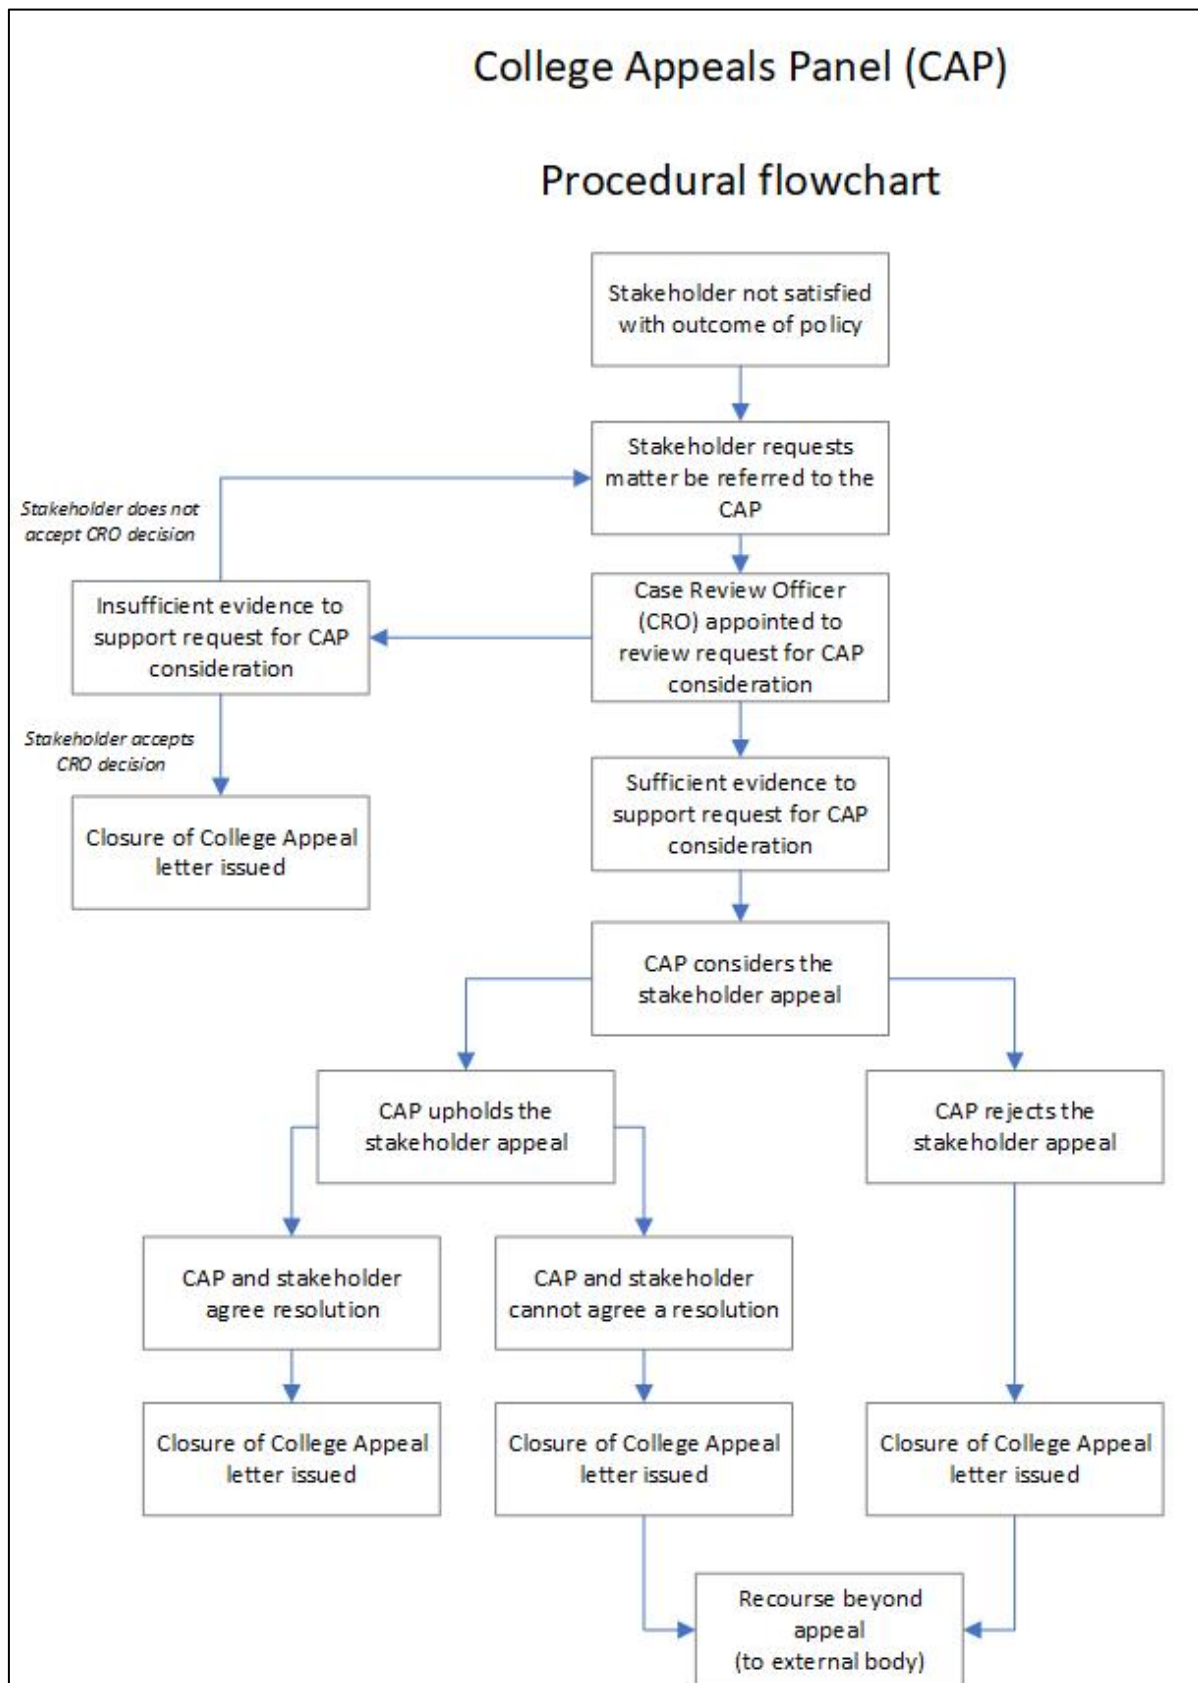 College Appeals Panel (CAP)
Procedural flowchart
Stakeholder not satisfied
with outcome of policy
Stakeholder requests
matter be referred to the
CAP
Stakeholder does not
accept CRO decision
Insufficient evidence to
support request for CAP
consideration
Case Review Officer
(CRO) appointed to
review request for CAP
consideration
Stakeholder accepts
CRO decision
Closure of College Appeal
letter issued
Sufficient evidence to
support request for CAP
consideration
CAP considers the
stakeholder appeal
CAP upholds the
stakeholder appeal
CAP rejects the
stakeholder appeal
CAP and stakeholder
agree resolution
CAP and stakeholder
cannot agree a resolution
Closure of College Appeal
letter issued
Closure of College Appeal
letter issued
Closure of College Appeal
letter issued
Recourse beyond
appeal
(to external body)